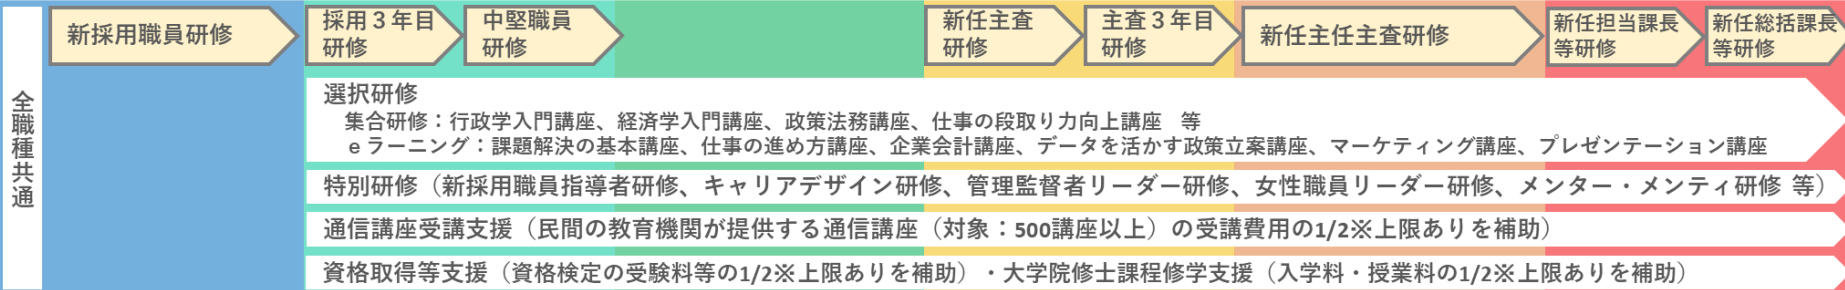 全職種共通
新採用職員研修
採用３年目
研修
中堅職員
研修
新任主査
研修
主査３年目
研修
新任主任主査研修
新任担当課長
等研修
新任総括課長
等研修
選択研修
集合研修：行政学入門講座、経済学入門講座、政策法務講座、仕事の段取り力向上講座　等
ｅラーニング：課題解決の基本講座、仕事の進め方講座、企業会計講座、データを活かす政策立案講座、マーケティング講座、プレゼンテーション講座
特別研修（新採用職員指導者研修、キャリアデザイン研修、管理監督者リーダー研修、女性職員リーダー研修、メンター・メンティ研修 等）
通信講座受講支援（民間の教育機関が提供する通信講座（対象：500講座以上）の受講費用の1/2※上限ありを補助）
資格取得等支援（資格検定の受験料等の1/2※上限ありを補助）・大学院修士課程修学支援（入学料・授業料の1/2※上限ありを補助）